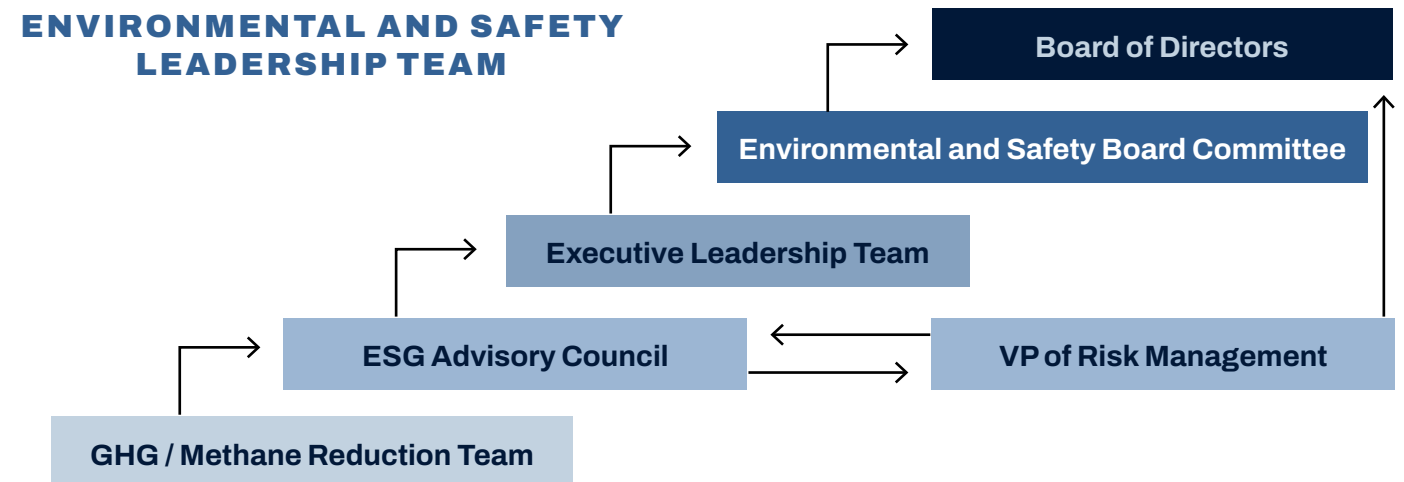 ENVIRONMENTAL AND SAFETY
LEADERSHIP TEAM
Board of Directors
Environmental and Safety Board Committee
Executive Leadership Team
ESG Advisory Council
VP of Risk Management
GHG / Methane Reduction Team